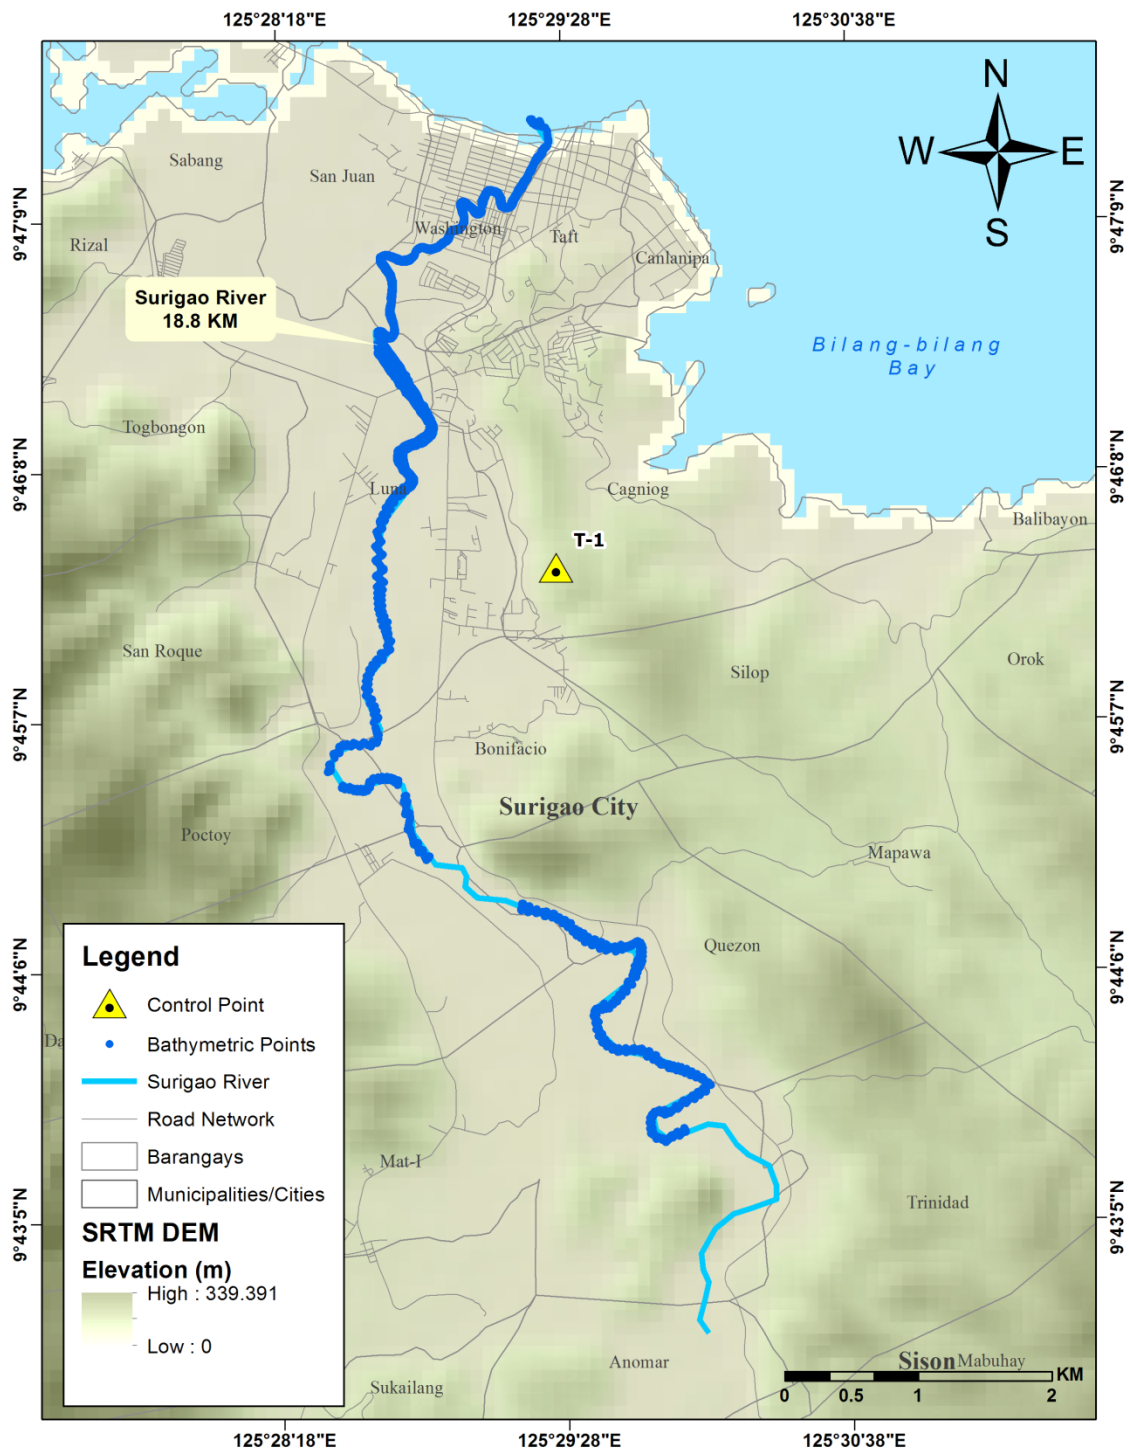 125°28'18"E
125°29'28"E
125°30'38"E
N
W
E
S
Sabang
San Juan
9°47'9"N
9°47'9"N
Rizal
Washington
Taft
Canlanipa
Surigao River
18.8 KM
Bilang-bilang
Bay
Togbongon
9°46'8"N
9°46'8"N
Luna
Cagniog
Balibayon
T-1
San Roque
Silop
Orok
9°45'7"N
9°45'7"N
Bonifacio
Surigao City
Poctoy
Mapawa
Quezon
9°44'6"N
9°44'6"N
Legend
Control Point
Bathymetric Points
Surigao River
Road Network
Barangays
Municipalities/Cities
SRTM DEM
Elevation (m)
High : 339.391
Low : 0
Mat-I
Trinidad
9°43'5"N
9°43'5"N
Anomar
Sison
Mabuhay
Sukailang
KM
0 0.5 1 2
125°28'18"E
125°29'28"E
125°30'38"E